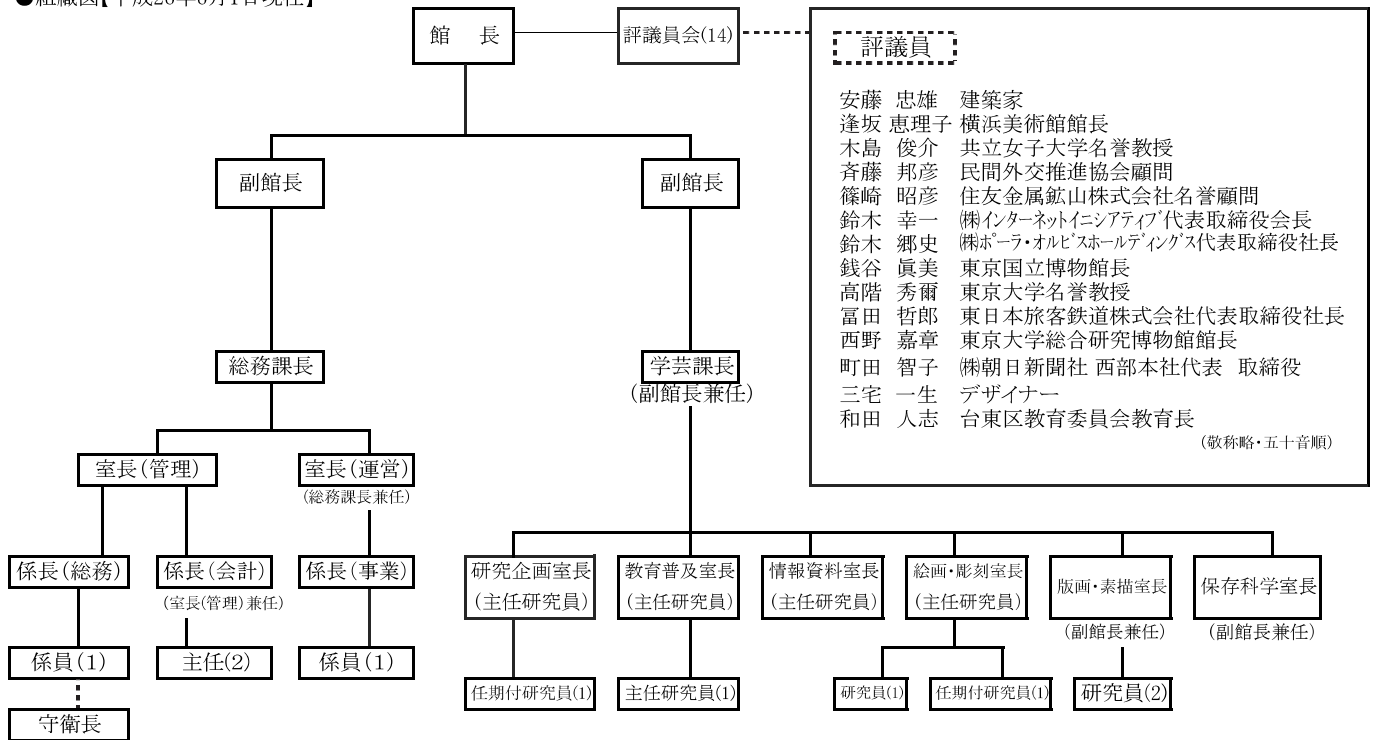 館　長
評議員会(14)
評議員
安藤　忠雄　建築家
逢坂 恵理子 横浜美術館館長
木島　俊介　共立女子大学名誉教授
斉藤　邦彦　民間外交推進協会顧問
篠崎　昭彦　住友金属鉱山株式会社名誉顧問
鈴木　幸一　㈱インターネットイニシアティブ代表取締役会長
鈴木　郷史　㈱ポーラ・オルビスホールディングス代表取締役社長
銭谷　眞美　東京国立博物館長
高階　秀爾　東京大学名誉教授
冨田　哲郎　東日本旅客鉄道株式会社代表取締役社長
西野　嘉章　東京大学総合研究博物館館長
町田　智子　㈱朝日新聞社 西部本社代表　取締役
三宅　一生　デザイナー
和田　人志　台東区教育委員会教育長
（敬称略・五十音順）
副館長
副館長
総務課長
学芸課長
（副館長兼任）
室長（管理）
室長（運営）
（総務課長兼任）
係長（総務）
係長（会計）
（室長(管理)兼任）
係長（事業）
係員（1）
主任(2)
係員（1）
守衛長
研究企画室長
（主任研究員）
教育普及室長
（主任研究員）
情報資料室長
（主任研究員）
絵画・彫刻室長
（主任研究員）
版画・素描室長
（副館長兼任）
保存科学室長
（副館長兼任）
任期付研究員(1)
主任研究員(1)
研究員(1)
任期付研究員(1)
研究員(2)